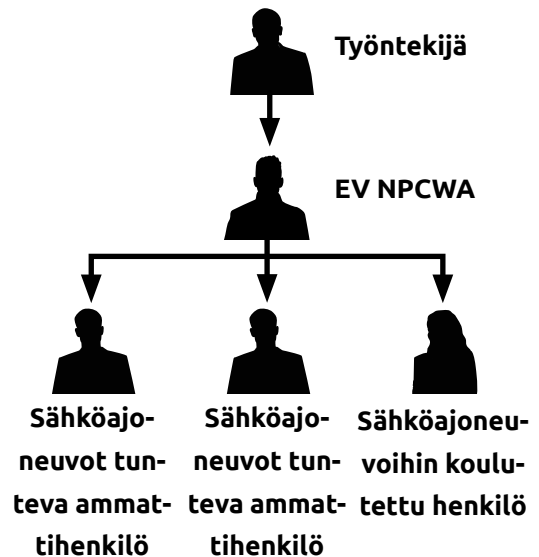 Työntekijä
EV NPCWA
Sähköajo-
neuvot tun-
teva ammat-
tihenkilö
Sähköajo-
neuvot tun-
teva ammat-
tihenkilö
Sähköajoneu-
voihin koulu-
tettu henkilö